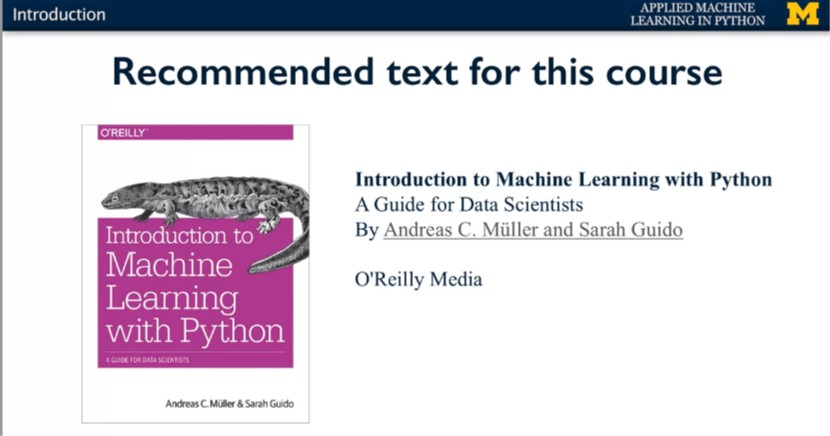 Introduction
APPLIED MACHINE
LEARNING IN PYTHON
M
Recommended text for this course
O'REILLY®
Introduction to
Machine
Learning
with Python
A GUIDE FOR DATA SCIENTISTS
Andreas C. Müller & Sarah Guido
Introduction to Machine Learning with Python
A Guide for Data Scientists
By Andreas C. Müller and Sarah Guido
O'Reilly Media